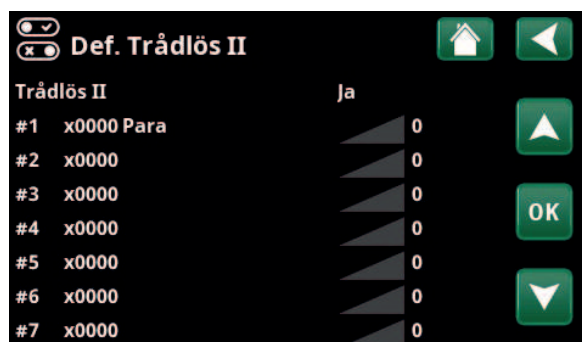 Def. Trådlös II
Trådlös II Ja
#1 x0000 Para 0
#2 x0000 0
#3 x0000 0
OK
#4 x0000 0
#5 x0000 0
#6 x0000 0
#7 x0000 0